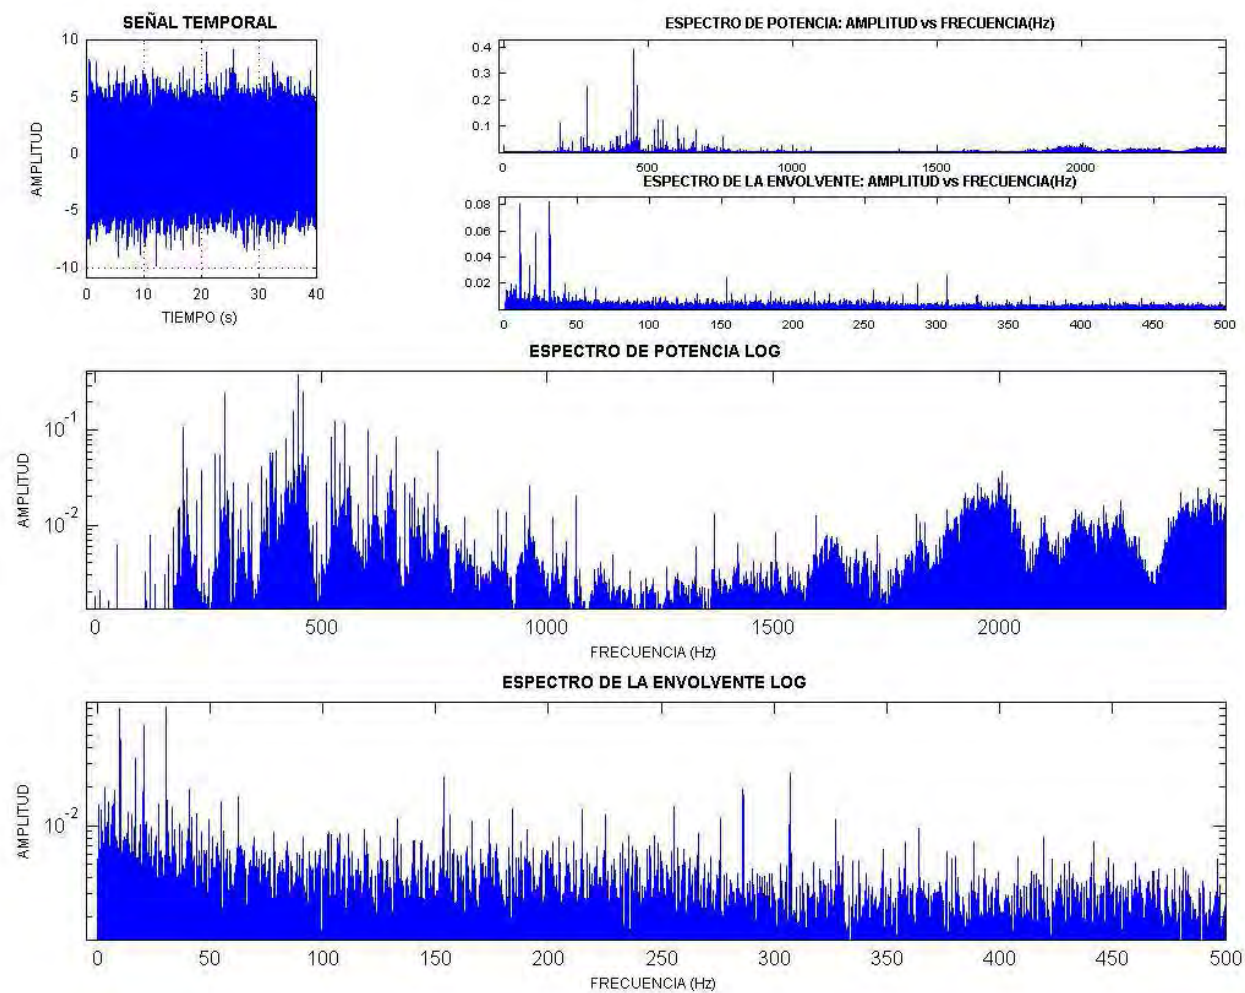 SEÑAL TEMPORAL
10
5
0
-5
-10
AMPLITUD
0 10 20 30 40
TIEMPO (s)
ESPECTRO DE POTENCIA: AMPLITUD vs FRECUENCIA(Hz)
0.4
0.3
0.2
0.1
0 500 1000 1500 2000
ESPECTRO DE LA ENVOLVENTE: AMPLITUD vs FRECUENCIA(Hz)
0.08
0.06
0.04
0.02
0 50 100 150 200 250 300 350 400 450 500
ESPECTRO DE POTENCIA LOG
10-1
10-2
AMPLITUD
0 500 1000 1500 2000
FRECUENCIA (Hz)
ESPECTRO DE LA ENVOLVENTE LOG
10-2
AMPLITUD
0 50 100 150 200 250 300 350 400 450 500
FRECUENCIA (Hz)